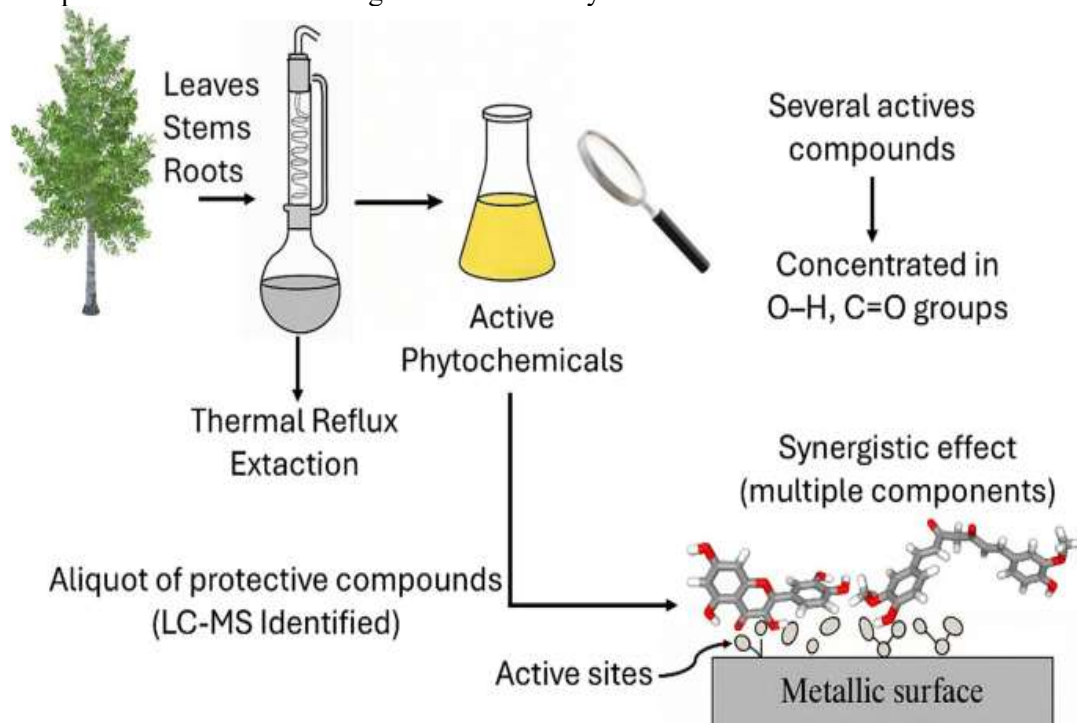 Leaves
Stems
Roots
Several actives
compounds
Concentrated in
O–H, C=O groups
Active
Phytochemicals
Thermal Reflux
Extaction
Synergistic effect
(multiple components)
Aliquot of protective compounds
(LC-MS Identified)
Active sites
Metallic surface